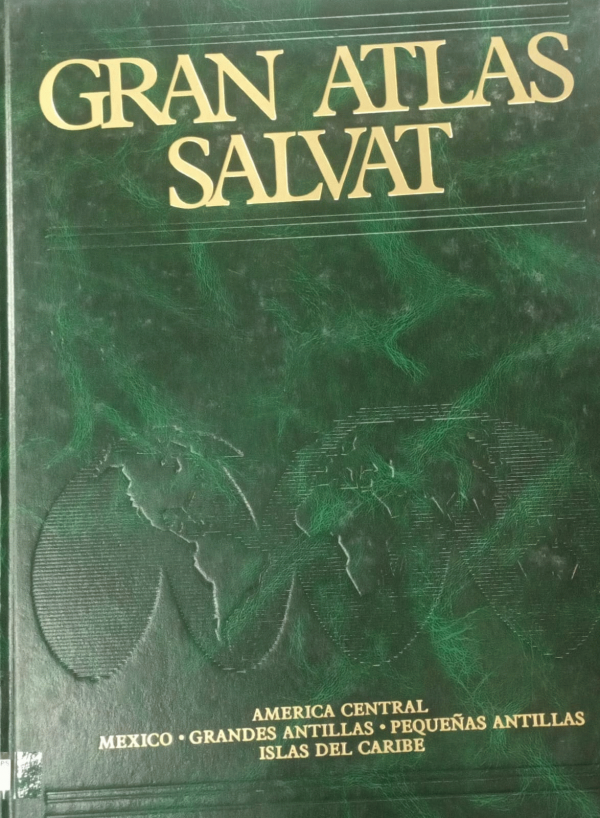 GRAN ATLAS
SALVAT
AMERICA CENTRAL
MEXICO · GRANDES ANTILLAS · PEQUEÑAS ANTILLAS
ISLAS DEL CARIBE